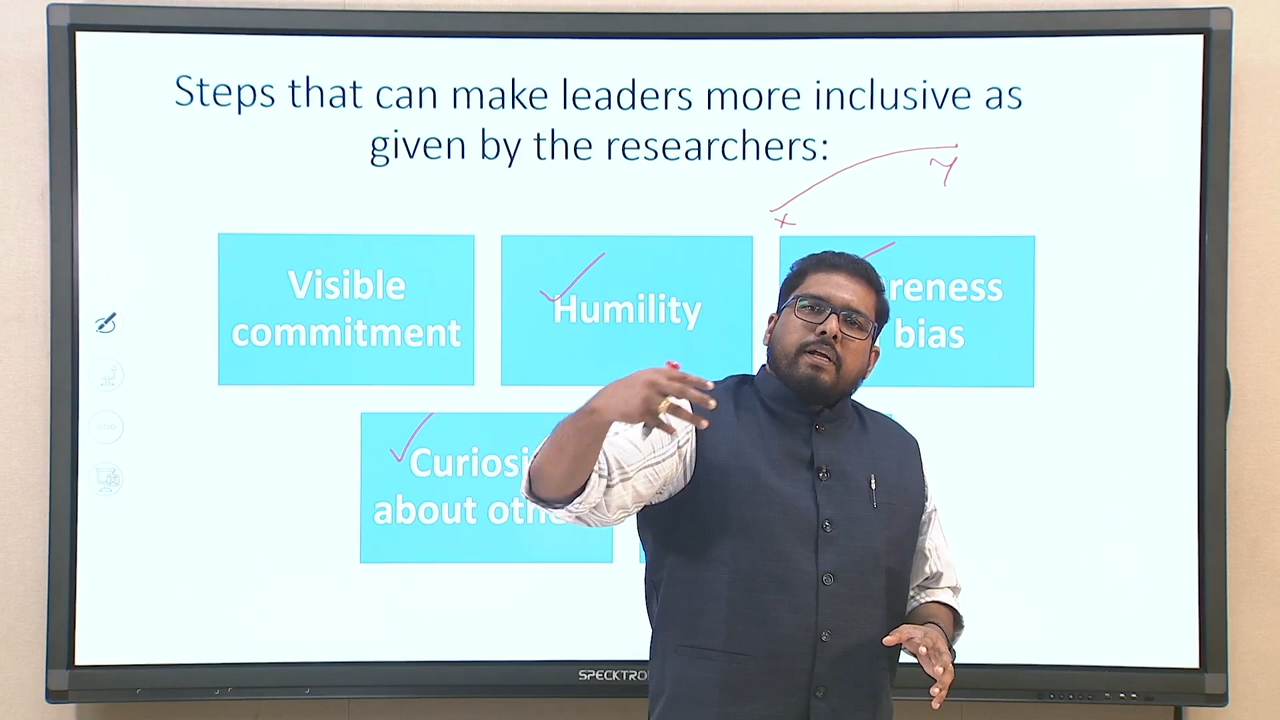 Steps that can make leaders more inclusive as
given by the researchers:
x
y
Visible
commitment
Humility
bias
about
SPECKTRO